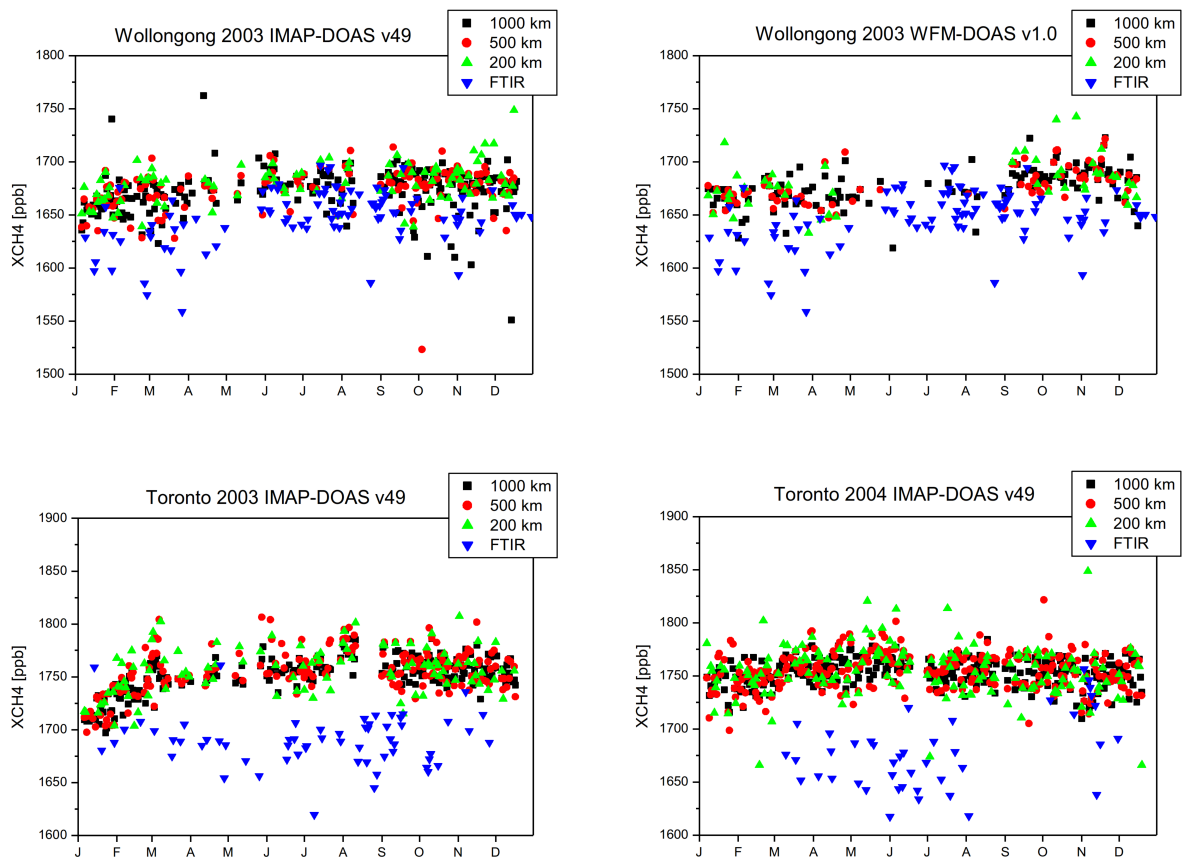 Wollongong 2003 IMAP-DOAS v49
1000 km
500 km
200 km
FTIR
XCH4 [ppb]
1800
1750
1700
1650
1600
1550
1500
J F M A M J J A S O N D
Wollongong 2003 WFM-DOAS v1.0
1000 km
500 km
200 km
FTIR
XCH4 [ppb]
1800
1750
1700
1650
1600
1550
1500
J F M A M J J A S O N D
Toronto 2003 IMAP-DOAS v49
1000 km
500 km
200 km
FTIR
XCH4 [ppb]
1900
1850
1800
1750
1700
1650
1600
J F M A M J J A S O N D
Toronto 2004 IMAP-DOAS v49
1000 km
500 km
200 km
FTIR
XCH4 [ppb]
1900
1850
1800
1750
1700
1650
1600
J F M A M J J A S O N D